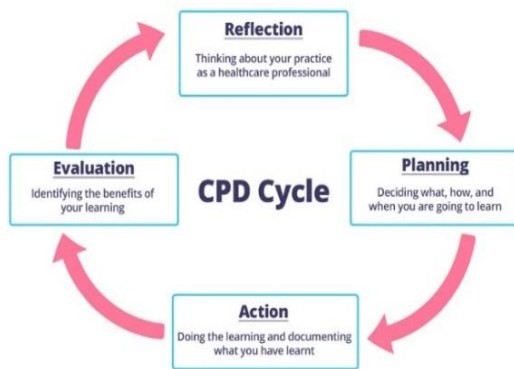 Reflection
Thinking about your practice
as a healthcare professional
Planning
Deciding what, how, and
when you are going to learn
Action
Doing the learning and documenting
what you have learnt
Evaluation
Identifying the benefits of
your learning
CPD Cycle